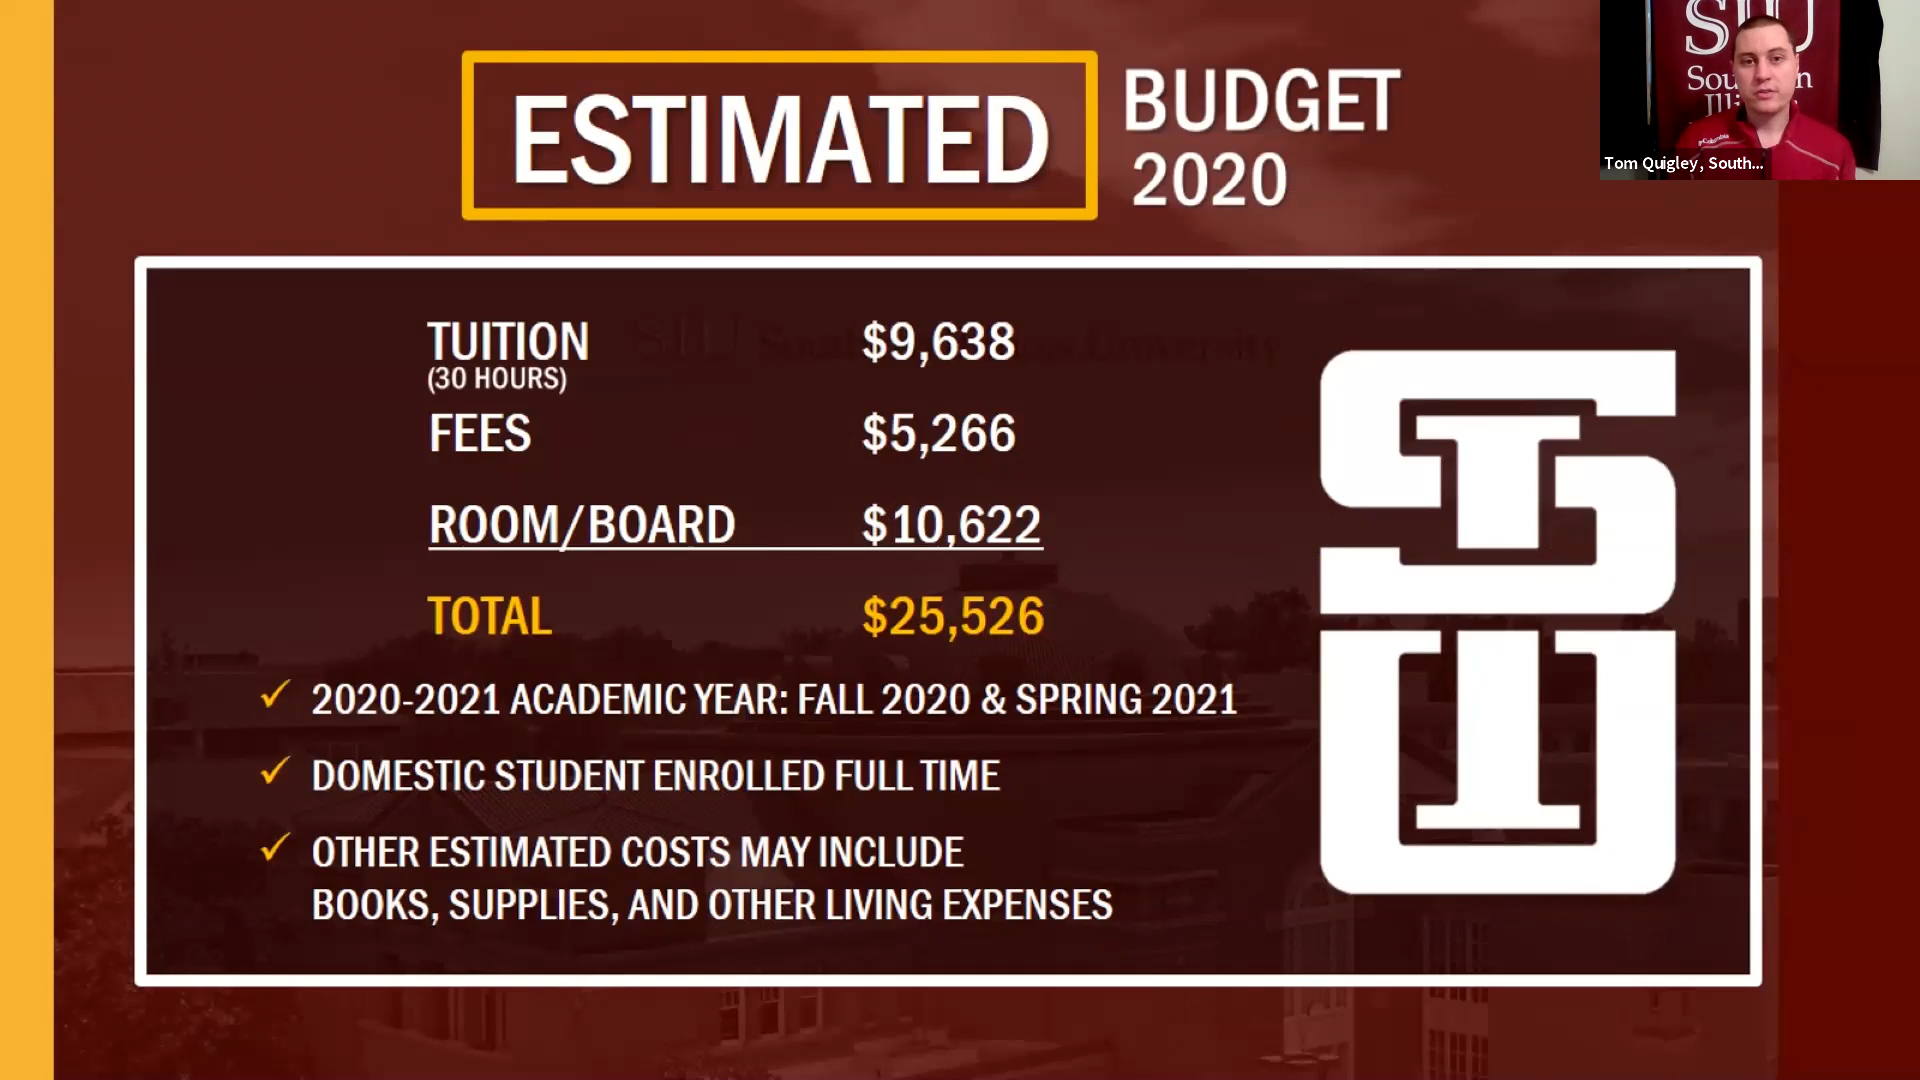 ESTIMATED
BUDGET
2020
SIU
Tom Quigley, South...
TUITION $9,638
(30 HOURS)
FEES $5,266
ROOM/BOARD $10,622
TOTAL $25,526
✓ 2020-2021 ACADEMIC YEAR: FALL 2020 & SPRING 2021
✓ DOMESTIC STUDENT ENROLLED FULL TIME
✓ OTHER ESTIMATED COSTS MAY INCLUDE
BOOKS, SUPPLIES, AND OTHER LIVING EXPENSES
SIU